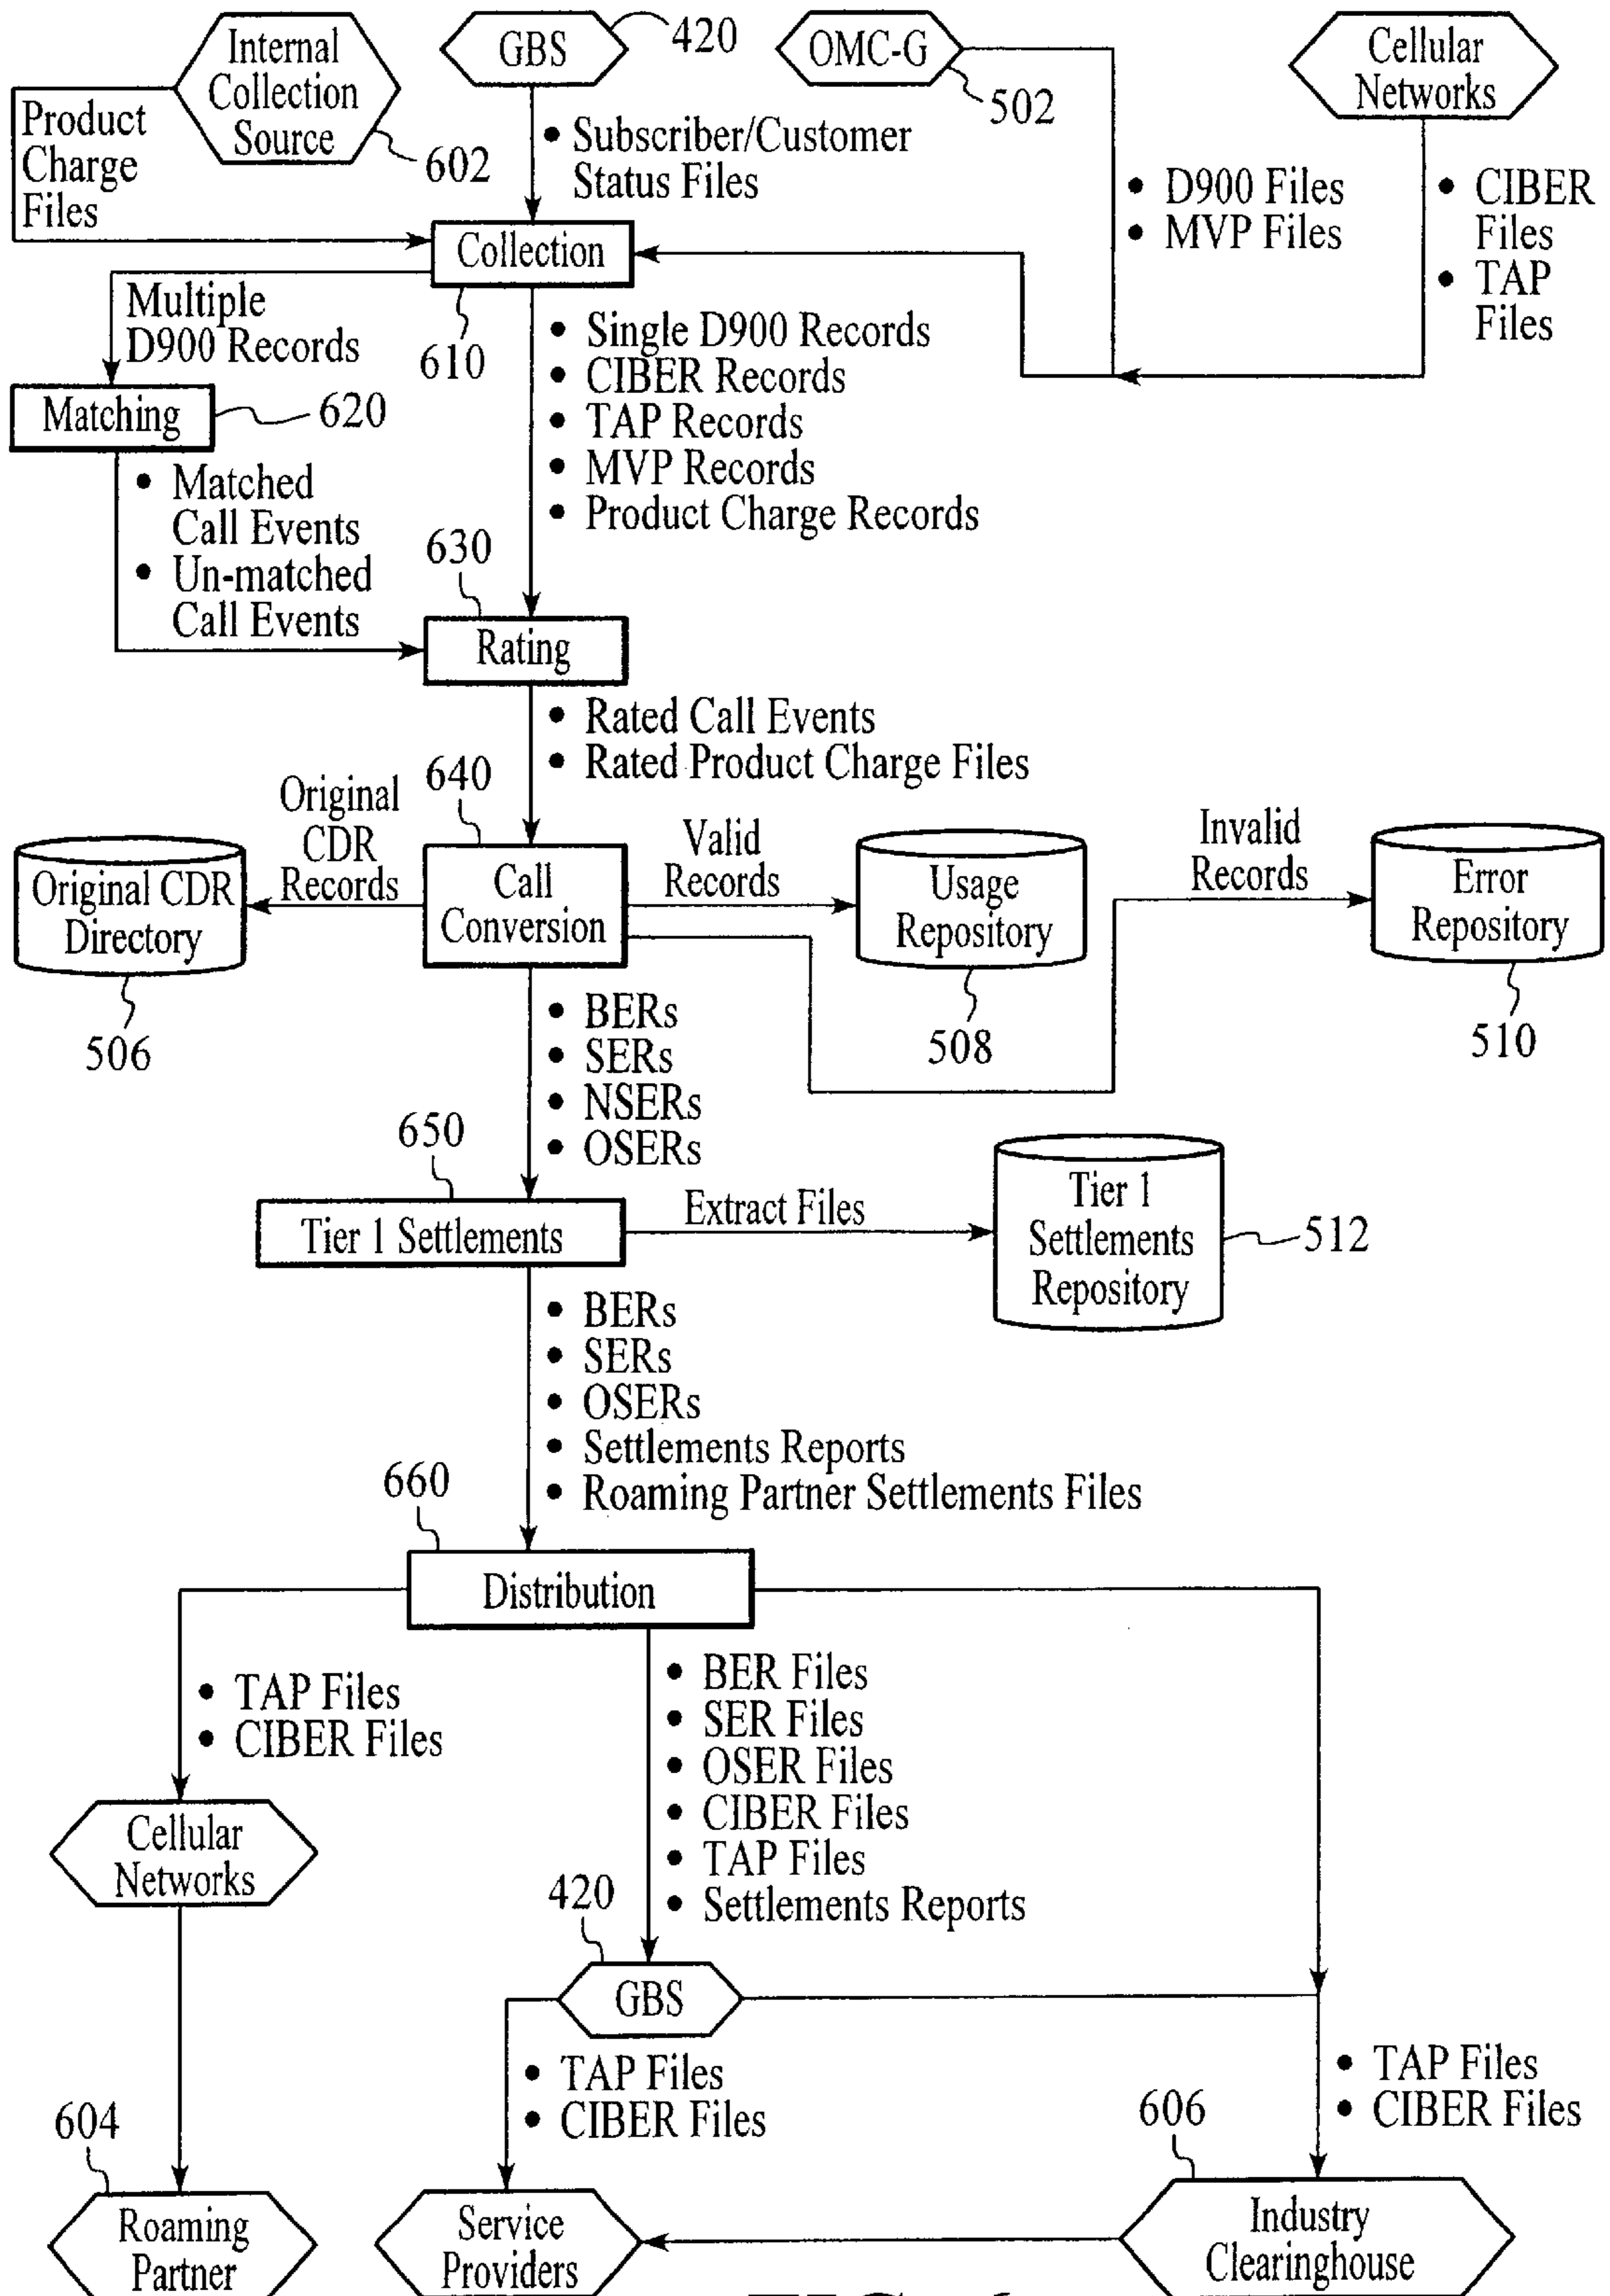 Internal
Collection
Source
602
GBS
420
OMC-G
502
Cellular
Networks
Product
Charge
Files
• Subscriber/Customer
Status Files
• D900 Files
• MVP Files
• CIBER
Files
• TAP
Files
Collection
610
Multiple
D900 Records
• Single D900 Records
• CIBER Records
• TAP Records
• MVP Records
• Product Charge Records
Matching
620
• Matched
Call Events
• Un-matched
Call Events
630
Rating
• Rated Call Events
• Rated Product Charge Files
640
Original
CDR
Records
Original CDR
Directory
506
Call
Conversion
Valid
Records
Usage
Repository
508
Invalid
Records
Error
Repository
510
• BERs
• SERs
• NSERs
• OSERs
650
Tier 1 Settlements
Extract Files
Tier 1
Settlements
Repository
512
• BERs
• SERs
• OSERs
• Settlements Reports
• Roaming Partner Settlements Files
660
Distribution
• TAP Files
• CIBER Files
• BER Files
• SER Files
• OSER Files
• CIBER Files
• TAP Files
• Settlements Reports
Cellular
Networks
420
GBS
• TAP Files
• CIBER Files
• TAP Files
• CIBER Files
604
Roaming
Partner
Service
Providers
606
Industry
Clearinghouse